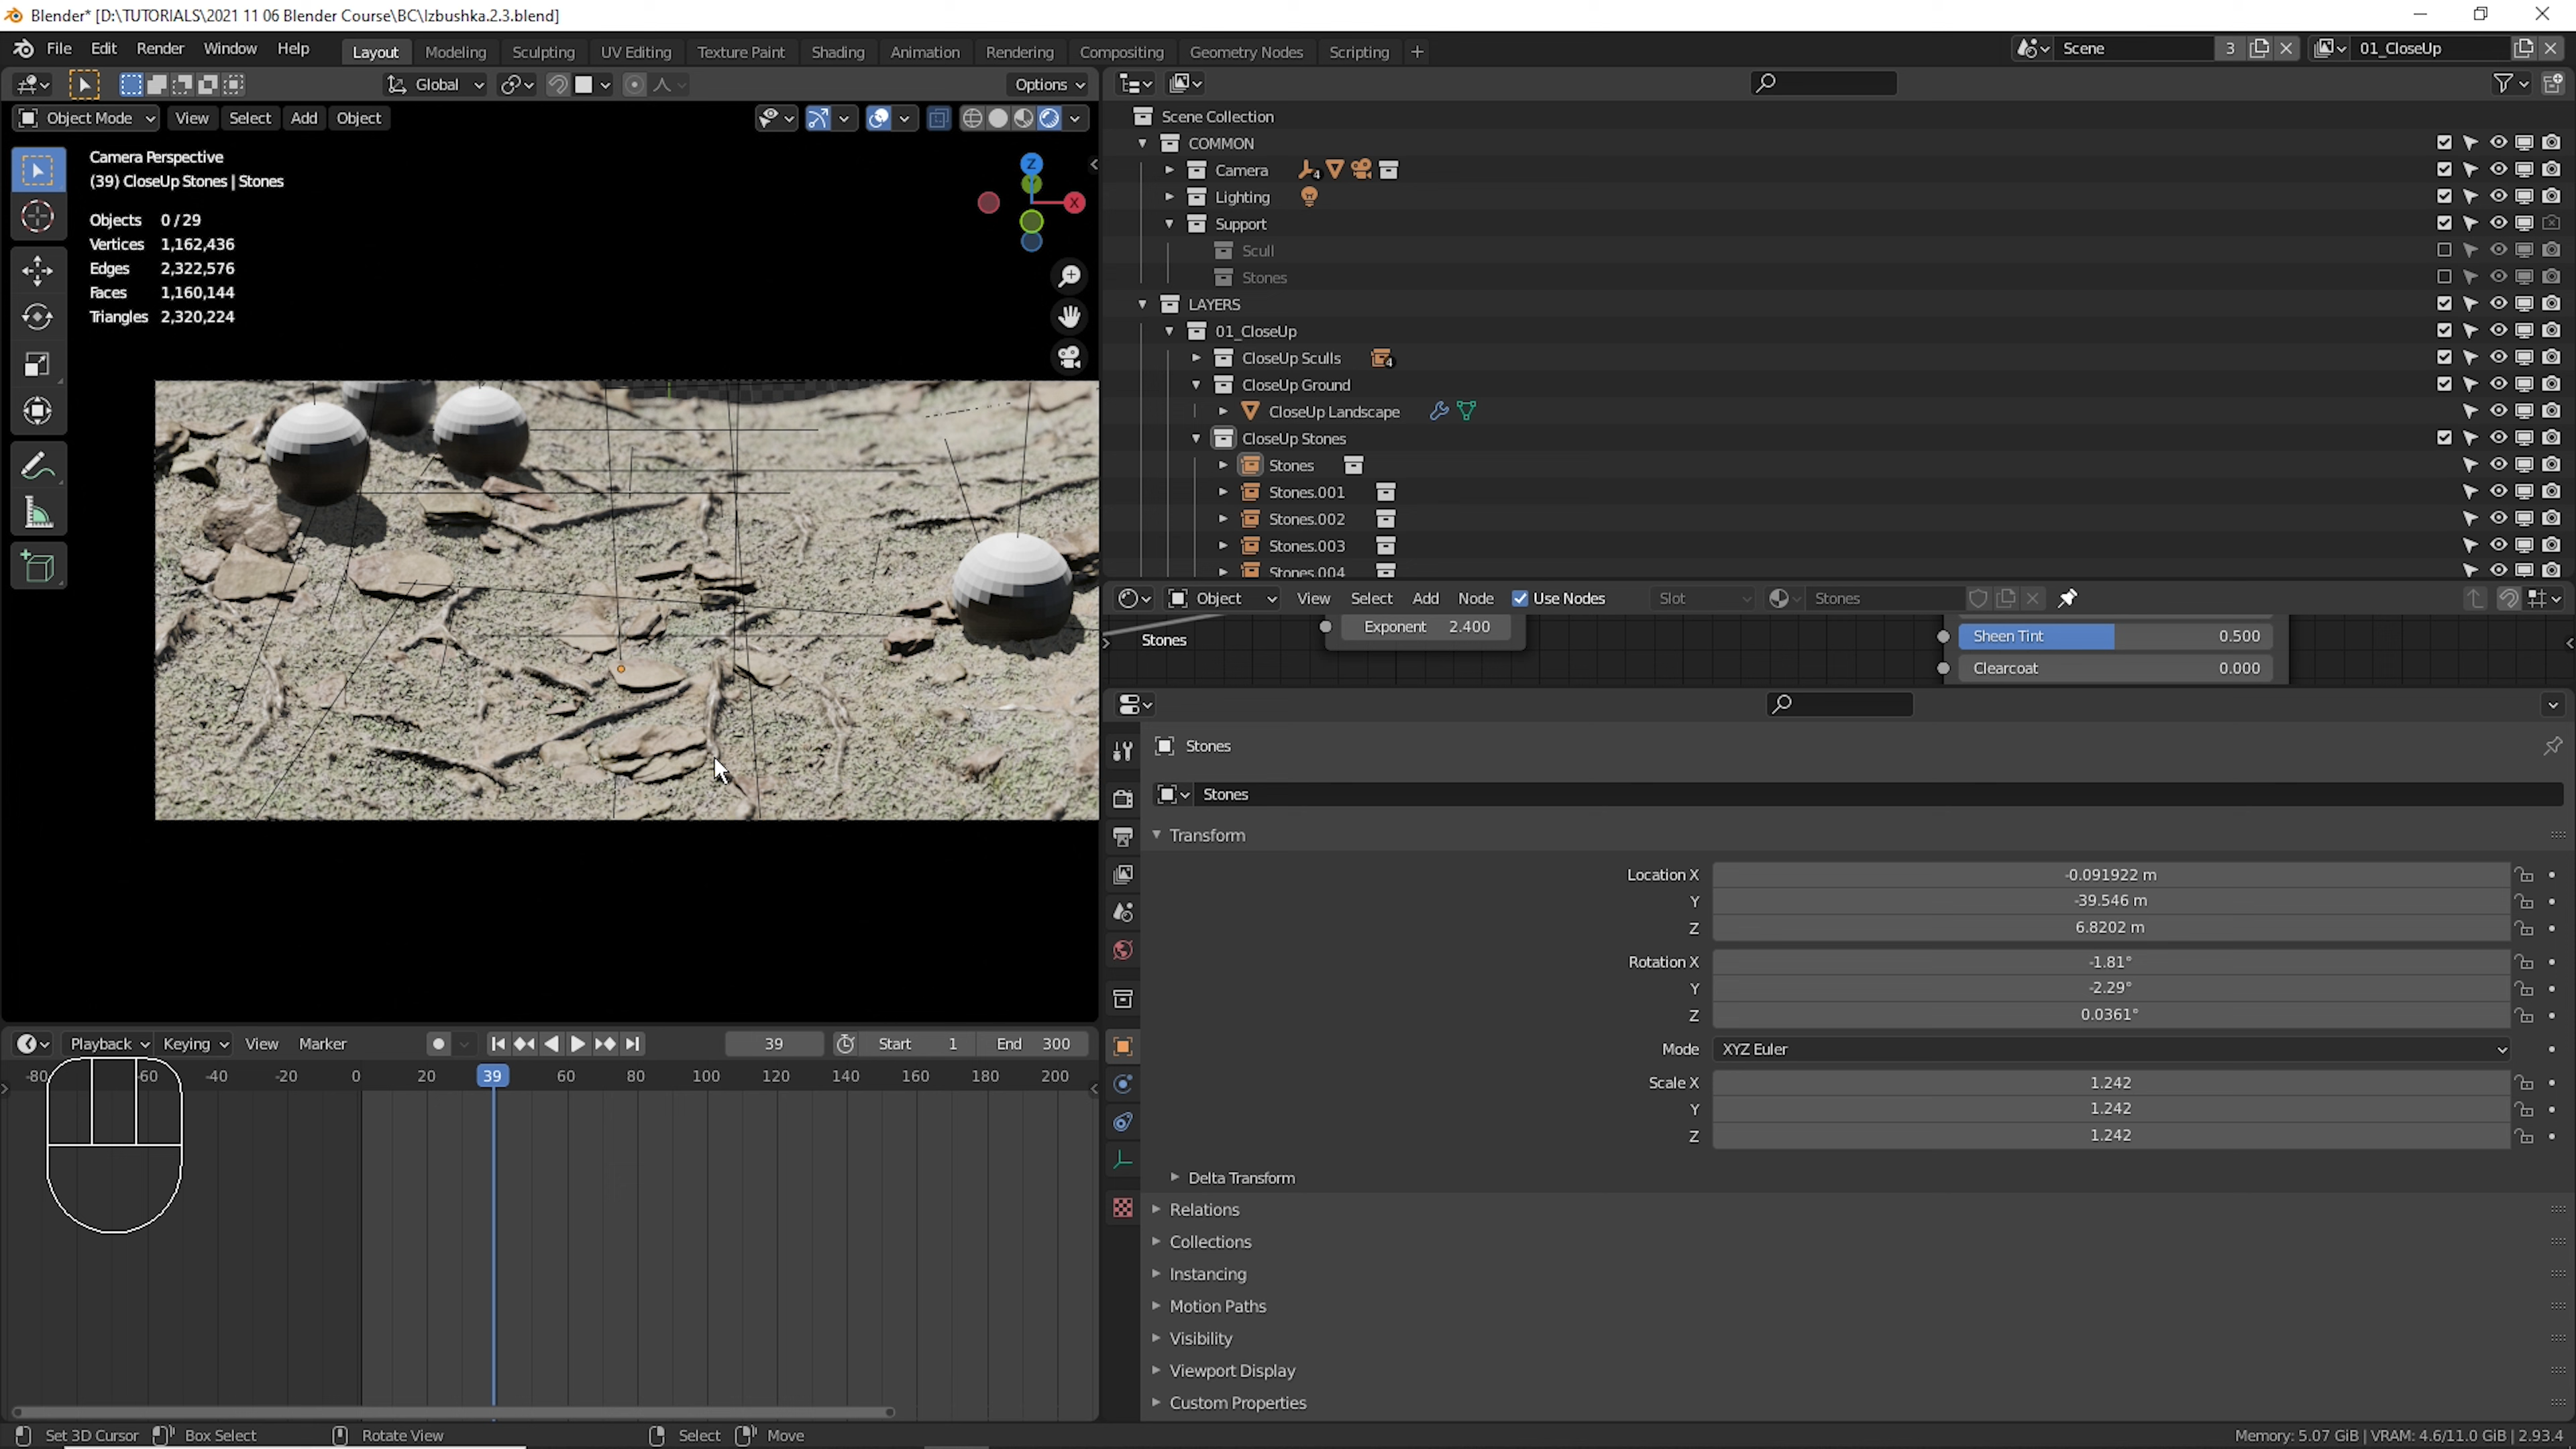 Blender* [D:\TUTORIALS\2021 11 06 Blender Course\BC\Izbushka.2.3.blend]
File Edit Render Window Help Layout Modeling Sculpting UV Editing Texture Paint Shading Animation Rendering Compositing Geometry Nodes Scripting + Scene 3 01_CloseUp
Global Options
Object Mode View Select Add Object
Camera Perspective
(39) CloseUp Stones | Stones
Objects 0 / 29
Vertices 1,162,436
Edges 2,322,576
Faces 1,160,144
Triangles 2,320,224
Z
X
Scene Collection
COMMON
Camera 4
Lighting
Support
Scull
Stones
LAYERS
01_CloseUp
CloseUp Sculls 4
CloseUp Ground
CloseUp Landscape
CloseUp Stones
Stones
Stones.001
Stones.002
Stones.003
Stones.004
Object View Select Add Node Use Nodes Slot Stones
Stones
Exponent 2.400
Sheen Tint 0.500
Clearcoat 0.000
Stones
Stones
Transform
Location X -0.091922 m
Y -39.546 m
Z 6.8202 m
Rotation X -1.81°
Y -2.29°
Z 0.0361°
Mode XYZ Euler
Scale X 1.242
Y 1.242
Z 1.242
Delta Transform
Relations
Collections
Instancing
Motion Paths
Visibility
Viewport Display
Custom Properties
Playback Keying View Marker 39 Start 1 End 300
-80 -60 -40 -20 0 20 39 60 80 100 120 140 160 180 200
Set 3D Cursor Box Select Rotate View Select Move Memory: 5.07 GiB | VRAM: 4.6/11.0 GiB | 2.93.4